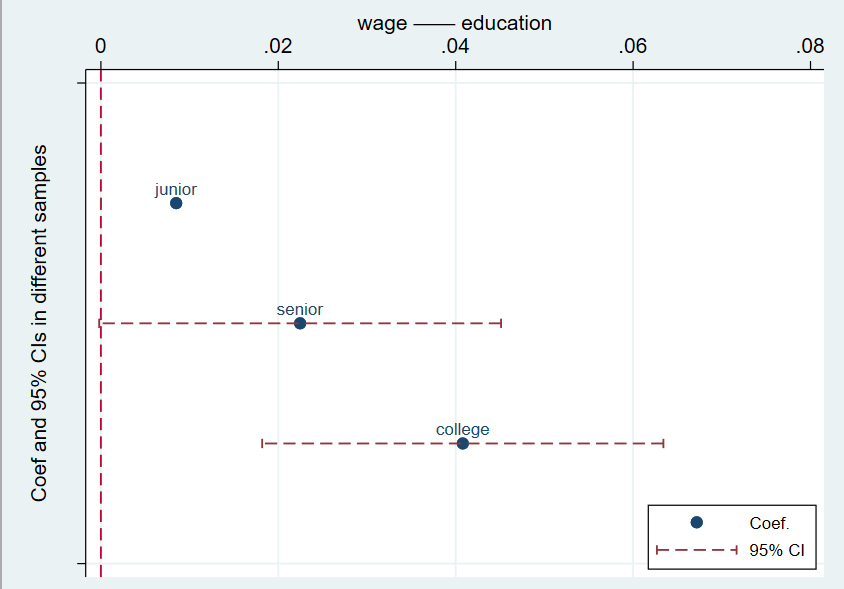 wage —— education
0 .02 .04 .06 .08
Coef and 95% CIs in different samples
junior
senior
college
Coef.
95% CI